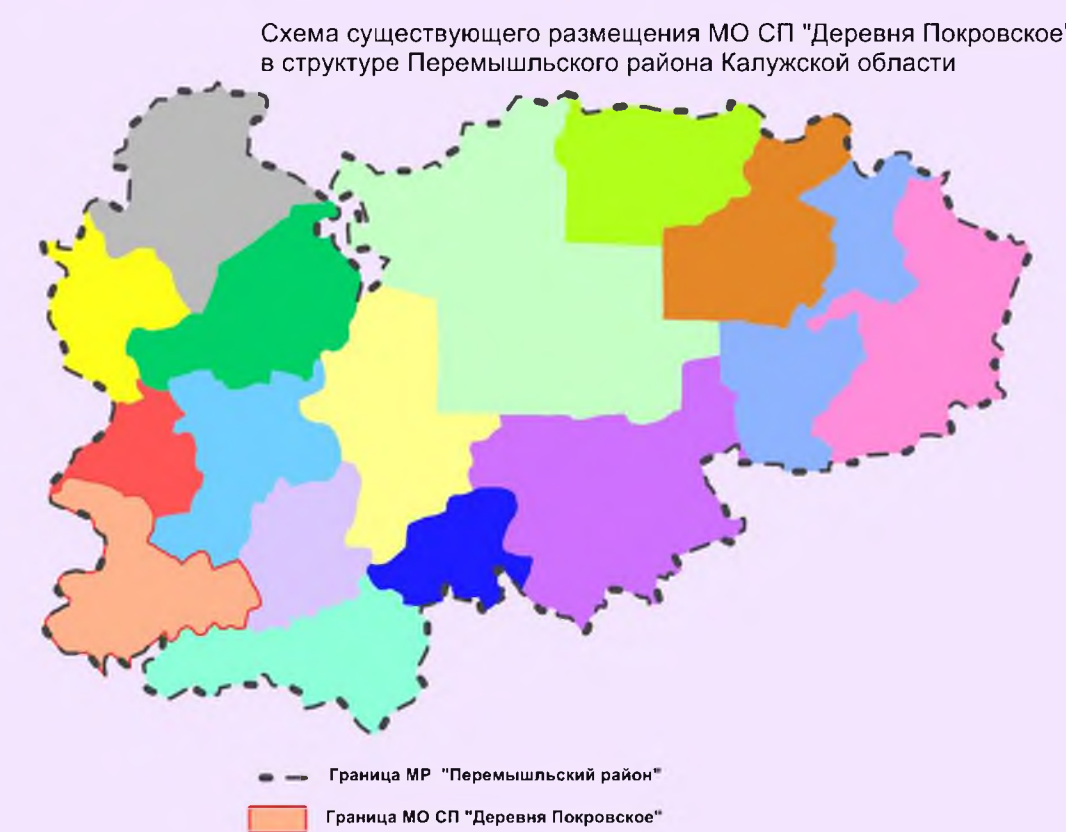 Схема существующего размещения МО СП "Деревня Покровское"
в структуре Перемышльского района Калужской области
Граница МР "Перемышльский район"
Граница МО СП "Деревня Покровское"